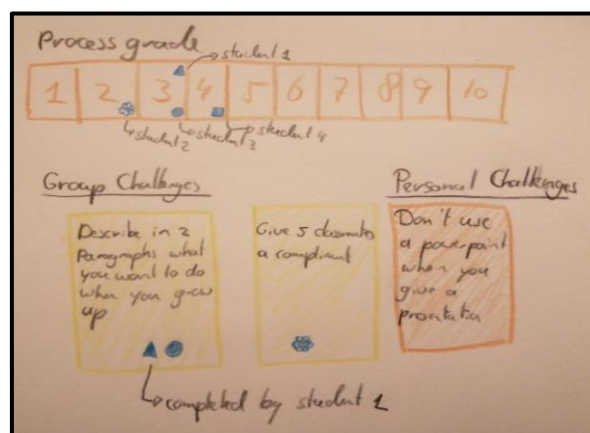 Process grade
student 1
1 2 3 4 5 6 7 8 9 10
student 2
student 3
student 4
Group Challenges
Describe in 2
Paragraphs what
you want to do
when you grow
up
completed by student 1
Give 5 classmates
a compliment
Personal Challenges
Don't use
a powerpoint
when you
give a